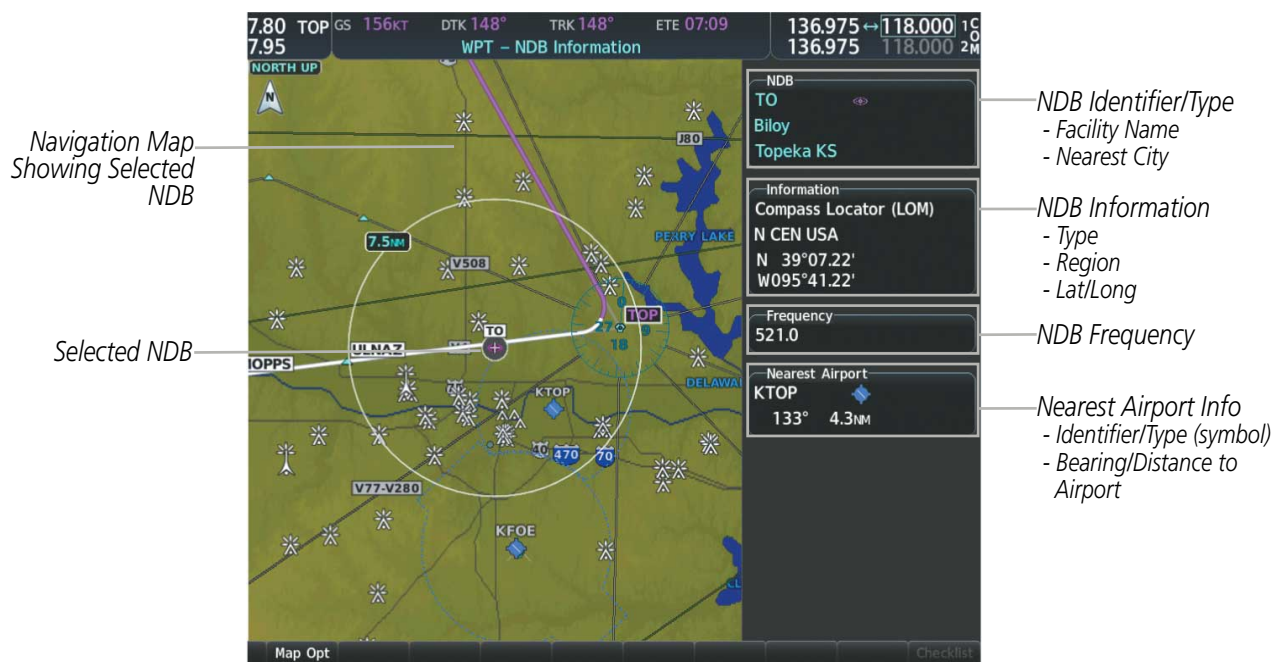 7.80 TOP GS 156KT DTK 148° TRK 148° ETE 07:09 136.975 ↔ 118.000 1 C
7.95 WPT – NDB Information 136.975 118.000 2 O M
NORTH UP
N
Navigation Map
Showing Selected
NDB
Selected NDB
J80
PERRY LAKE
7.5NM
V508
0
TOP
27
9
18
TO
ULNAZ
HOPPS
DELAWA
KTOP
70
40
470
70
V77-V280
KFOE
CL
NDB
TO
Biloy
Topeka KS
Information
Compass Locator (LOM)
N CEN USA
N 39°07.22'
W095°41.22'
Frequency
521.0
Nearest Airport
KTOP
133° 4.3NM
NDB Identifier/Type
- Facility Name
- Nearest City
NDB Information
- Type
- Region
- Lat/Long
NDB Frequency
Nearest Airport Info
- Identifier/Type (symbol)
- Bearing/Distance to
Airport
Map Opt
Checklist